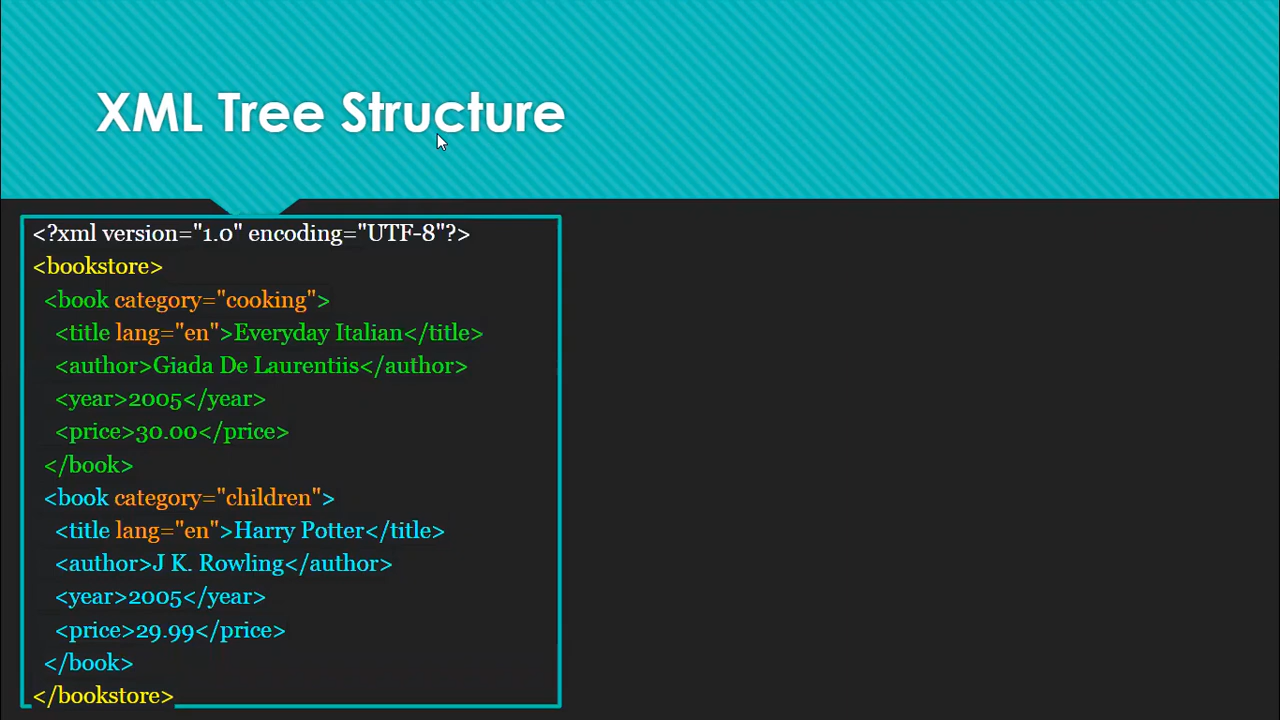 XML Tree Structure
<?xml version="1.0" encoding="UTF-8"?>
<bookstore>
<book category="cooking">
<title lang="en">Everyday Italian</title>
<author>Giada De Laurentiis</author>
<year>2005</year>
<price>30.00</price>
</book>
<book category="children">
<title lang="en">Harry Potter</title>
<author>J K. Rowling</author>
<year>2005</year>
<price>29.99</price>
</book>
</bookstore>